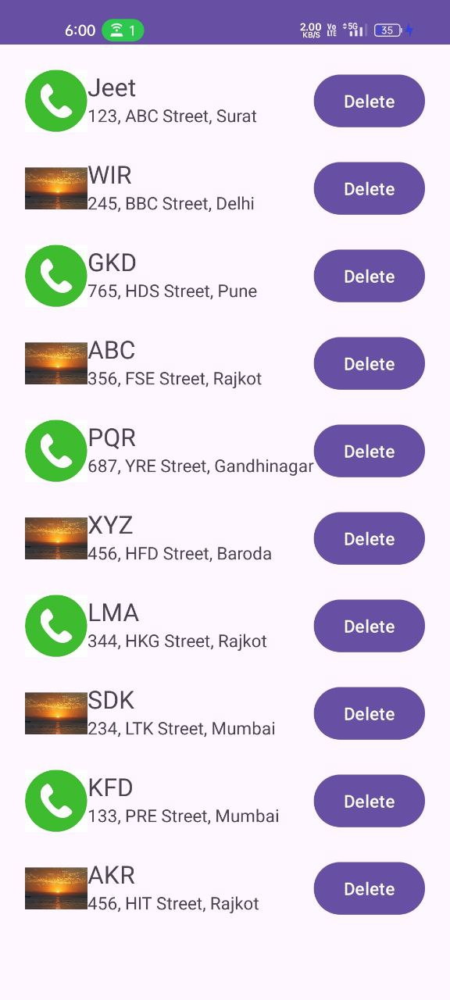 6:00 1 2.00 KB/S Vo LTE 5G 35
Jeet
123, ABC Street, Surat
Delete
WIR
245, BBC Street, Delhi
Delete
GKD
765, HDS Street, Pune
Delete
ABC
356, FSE Street, Rajkot
Delete
PQR
687, YRE Street, Gandhinagar
Delete
XYZ
456, HFD Street, Baroda
Delete
LMA
344, HKG Street, Rajkot
Delete
SDK
234, LTK Street, Mumbai
Delete
KFD
133, PRE Street, Mumbai
Delete
AKR
456, HIT Street, Rajkot
Delete